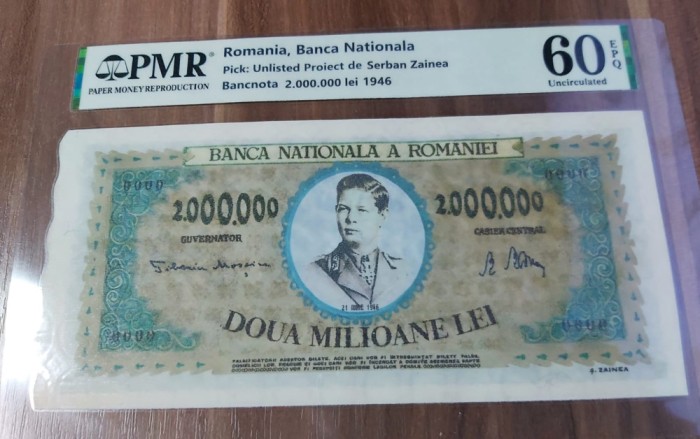 PMR
PAPER MONEY REPRODUCTION
Romania, Banca Nationala
Pick: Unlisted Proiect de Serban Zainea
Bancnota 2.000.000 lei 1946
60 EPQ
Uncirculated
BANCA NATIONALA A ROMANIEI
0000 0000
2.000.000 2.000.000
GUVERNATOR CASIER CENTRAL
1946
0000 0000
DOUA MILIOANE LEI
S. ZAINEA